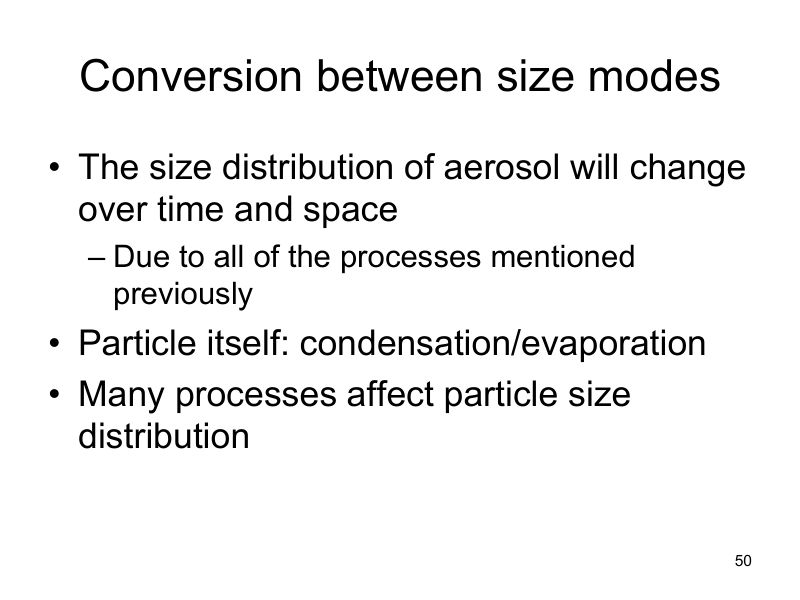 Conversion between size modes
• The size distribution of aerosol will change
over time and space
– Due to all of the processes mentioned
previously
• Particle itself: condensation/evaporation
• Many processes affect particle size
distribution
50